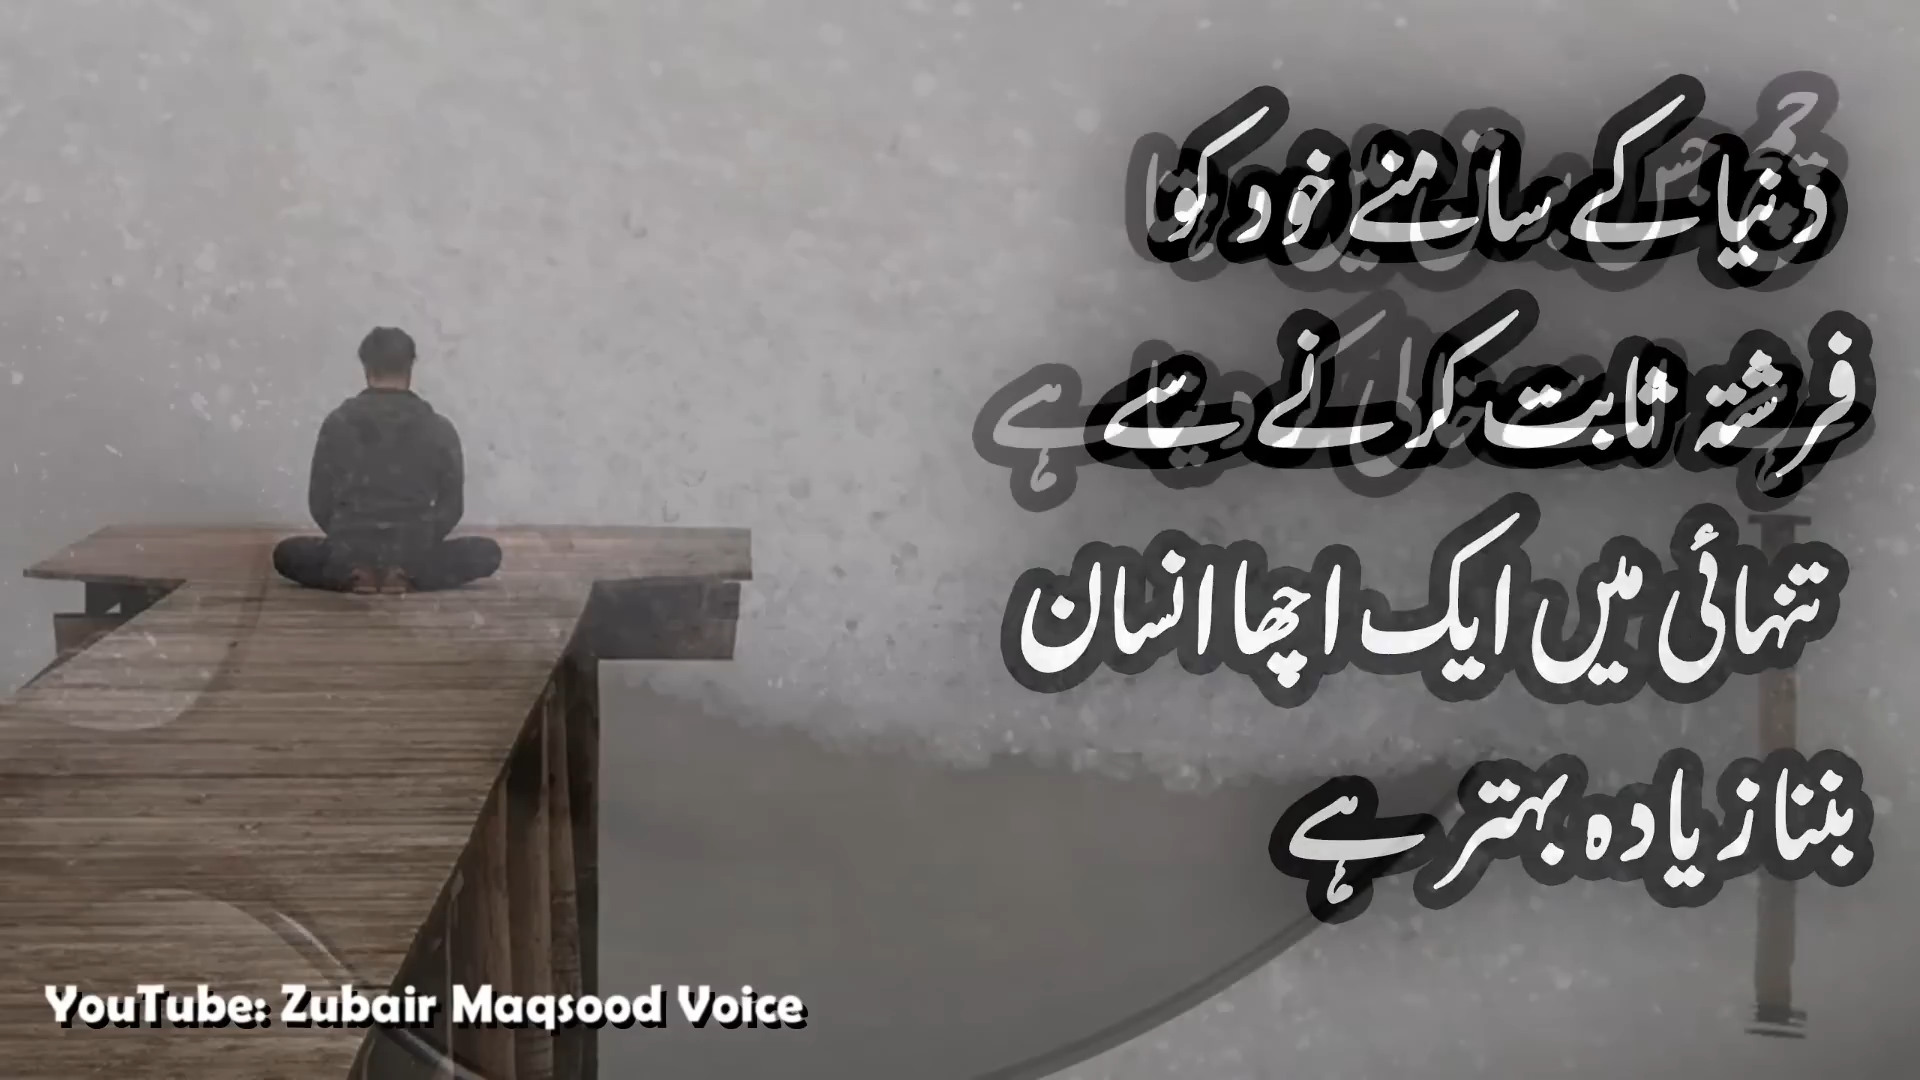 دنیا کے سامنے خود کو
فرشتہ ثابت کرنے سے
تنہائی میں ایک اچھا انسان
بننا زیادہ بہتر ہے
YouTube: Zubair Maqsood Voice